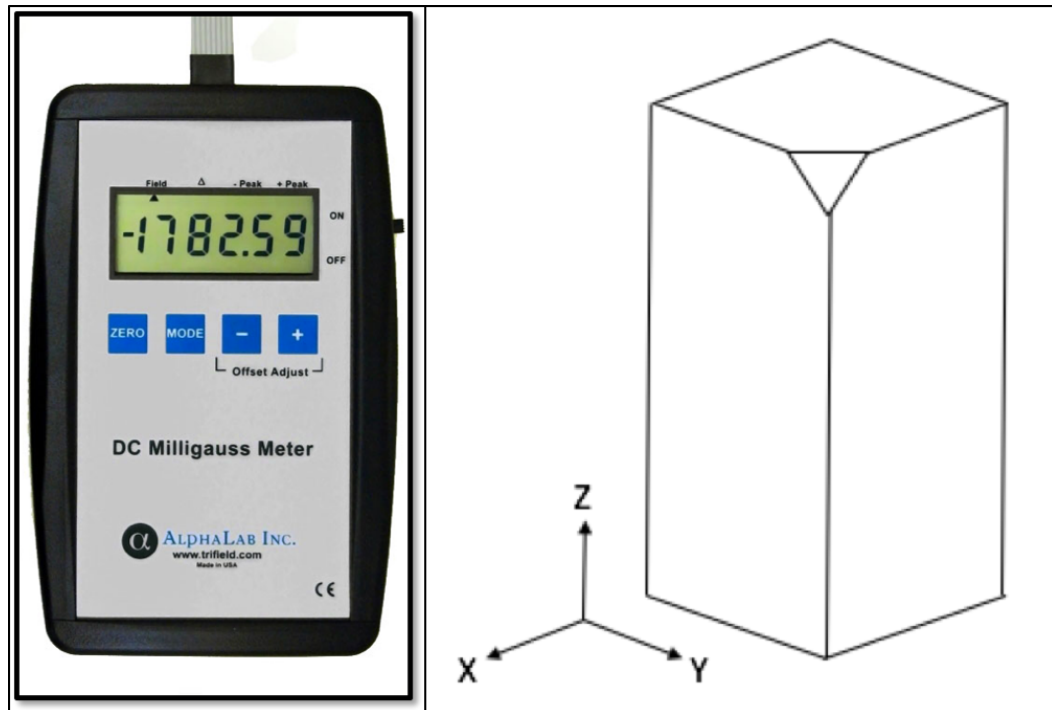 Field Δ - Peak + Peak
-1782.59
ON
OFF
ZERO MODE − +
Offset Adjust
DC Milligauss Meter
α ALPHALAB INC.
www.trifield.com
Made in USA
CE
Z
X Y